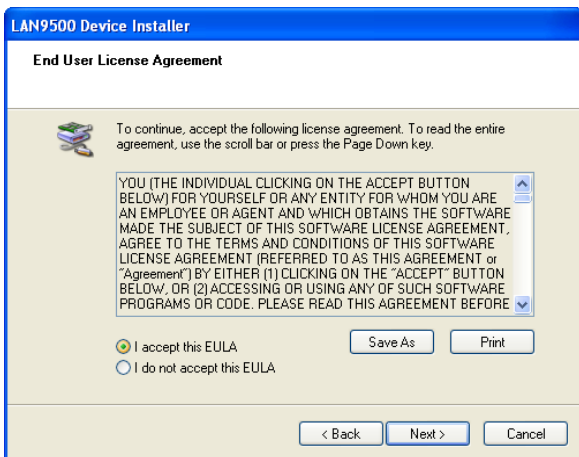 LAN9500 Device Installer
End User License Agreement
To continue, accept the following license agreement. To read the entire
agreement, use the scroll bar or press the Page Down key.
YOU (THE INDIVIDUAL CLICKING ON THE ACCEPT BUTTON
BELOW) FOR YOURSELF OR ANY ENTITY FOR WHOM YOU ARE
AN EMPLOYEE OR AGENT AND WHICH OBTAINS THE SOFTWARE
MADE THE SUBJECT OF THIS SOFTWARE LICENSE AGREEMENT,
AGREE TO THE TERMS AND CONDITIONS OF THIS SOFTWARE
LICENSE AGREEMENT (REFERRED TO AS THIS AGREEMENT or
"Agreement") BY EITHER (1) CLICKING ON THE "ACCEPT" BUTTON
BELOW, OR (2) ACCESSING OR USING ANY OF SUCH SOFTWARE
PROGRAMS OR CODE. PLEASE READ THIS AGREEMENT BEFORE
I accept this EULA
Save As
Print
I do not accept this EULA
< Back
Next >
Cancel